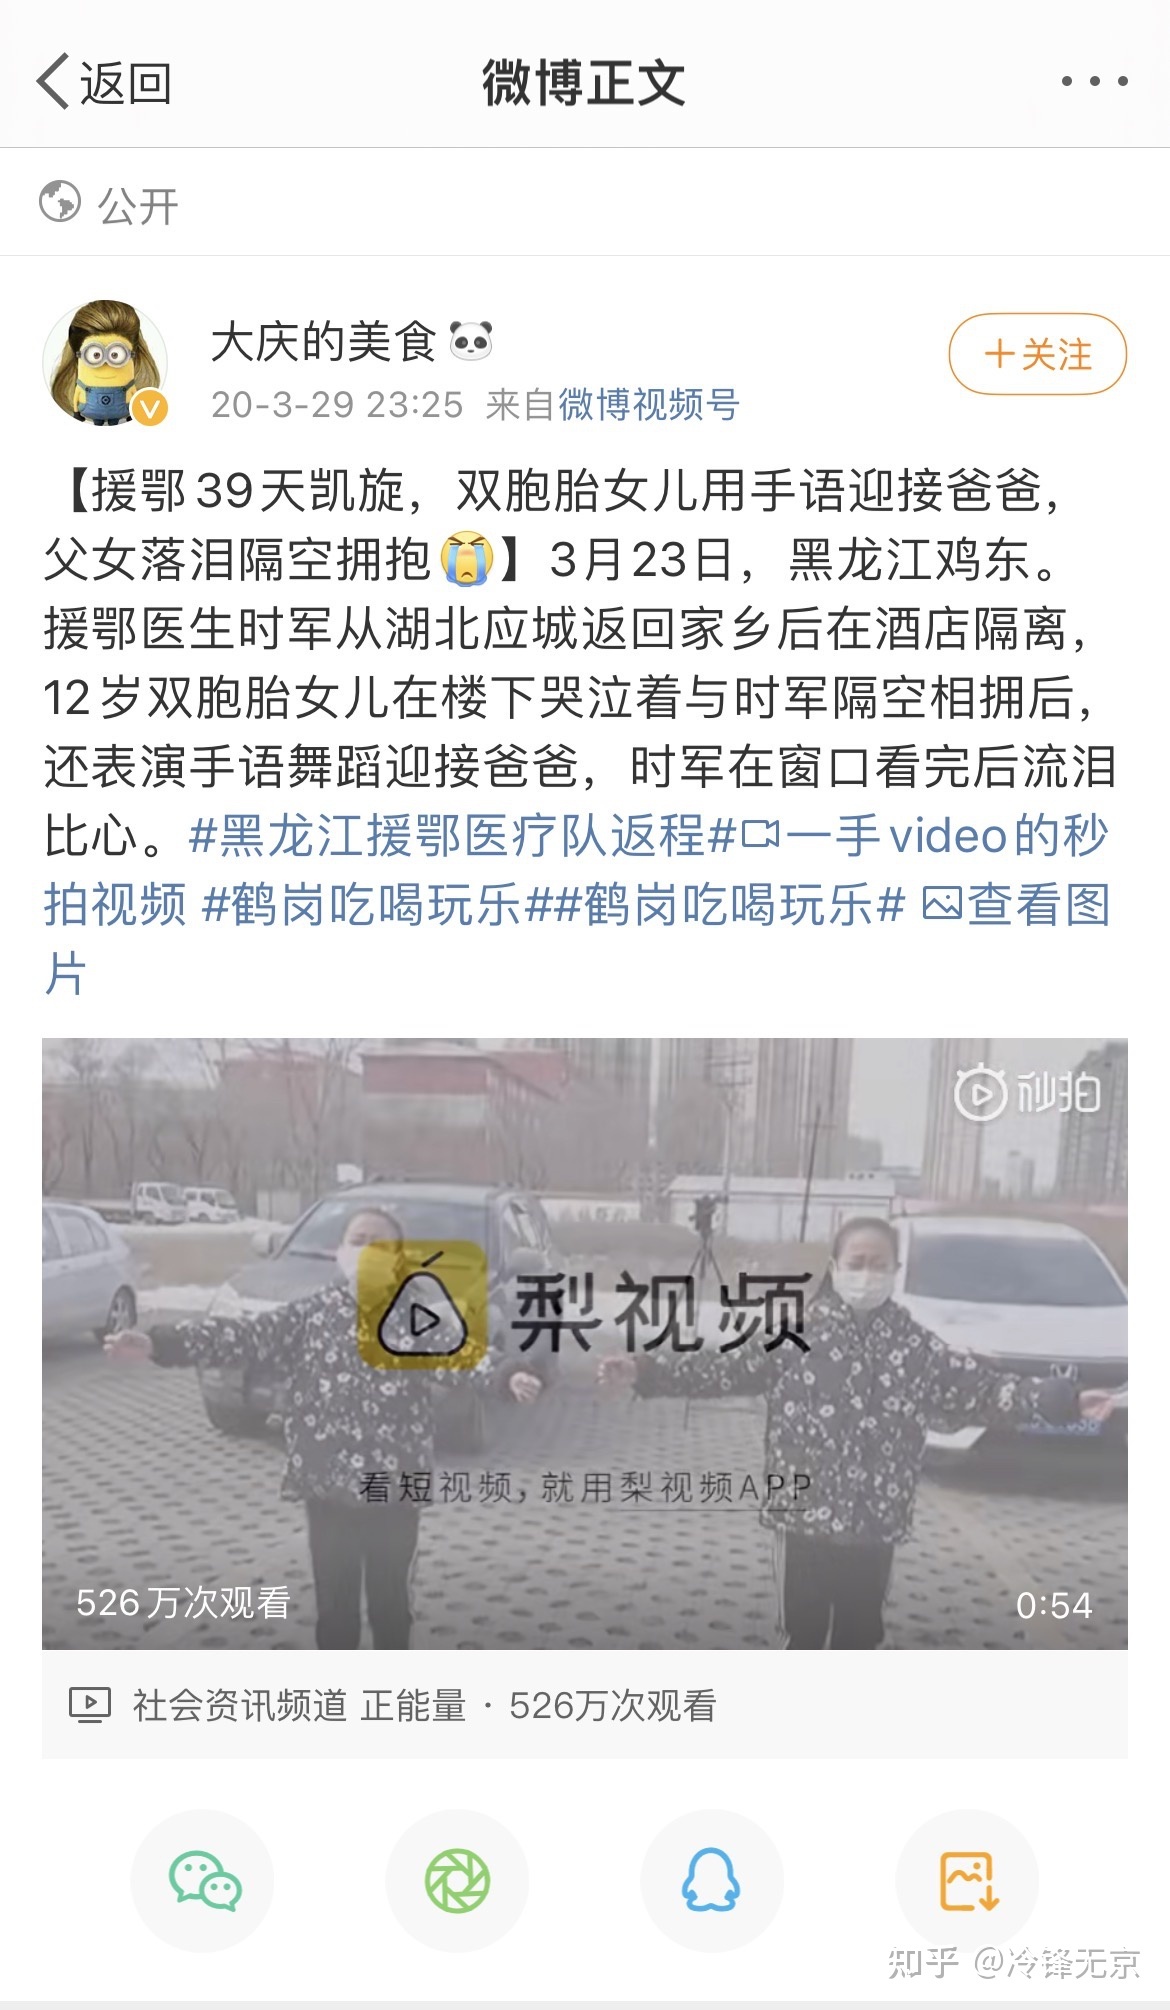 返回
微博正文
公开
大庆的美食🐼
+关注
20-3-29 23:25 来自微博视频号
【援鄂39天凯旋，双胞胎女儿用手语迎接爸爸，
父女落泪隔空拥抱😭】3月23日，黑龙江鸡东。
援鄂医生时军从湖北应城返回家乡后在酒店隔离，
12岁双胞胎女儿在楼下哭泣着与时军隔空相拥后，
还表演手语舞蹈迎接爸爸，时军在窗口看完后流泪
比心。#黑龙江援鄂医疗队返程#一手video的秒
拍视频 #鹤岗吃喝玩乐##鹤岗吃喝玩乐# 查看图
片
秒拍
梨视频
看短视频，就用梨视频APP
526万次观看
0:54
社会资讯频道 正能量 · 526万次观看
知乎 @冷锋无京